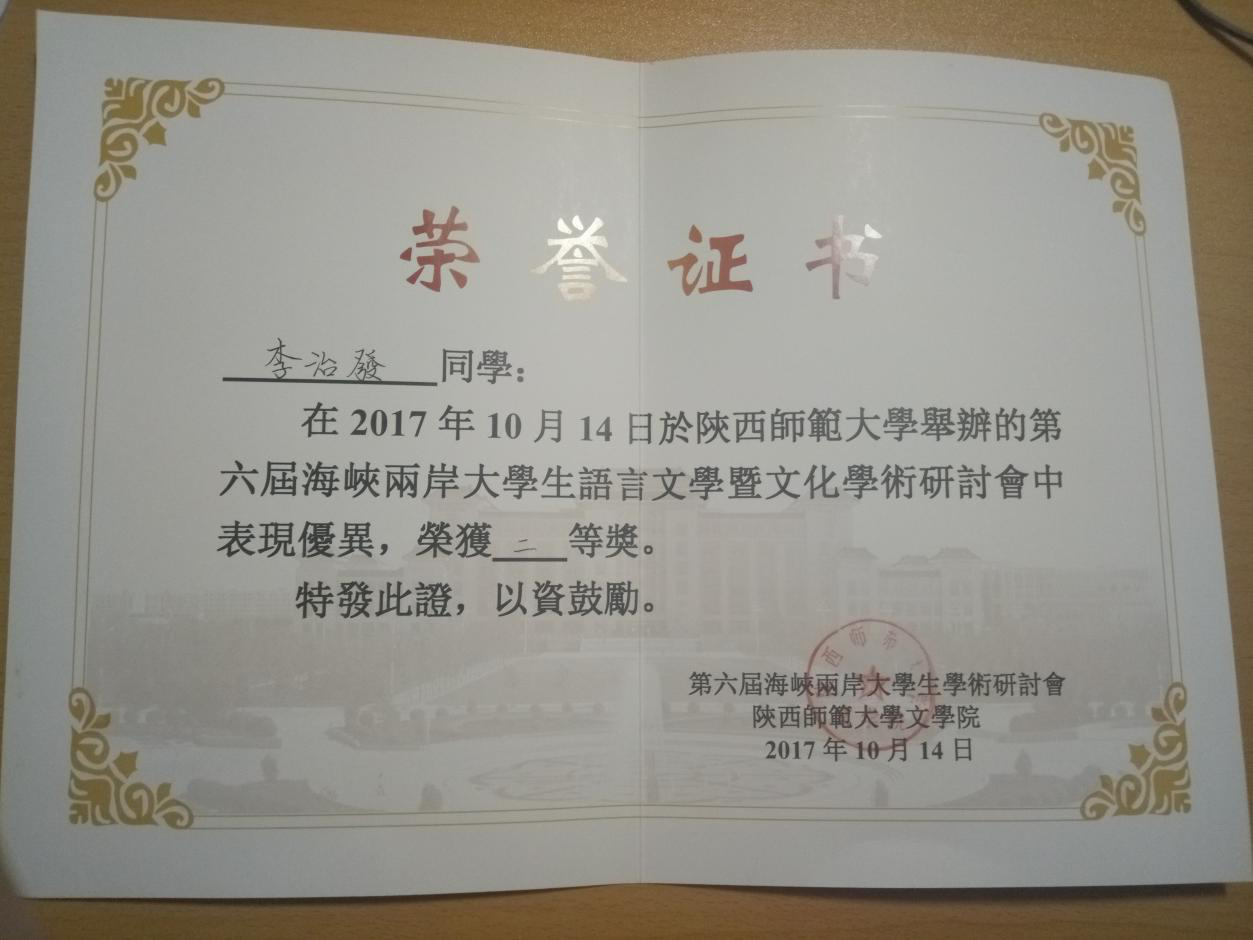 荣誉证书
李治發 同學：
在 2017 年 10 月 14 日於陝西師範大學舉辦的第
六屆海峽兩岸大學生語言文學暨文化學術研討會中
表現優異，榮獲 二 等獎。
特發此證，以資鼓勵。
第六屆海峽兩岸大學生學術研討會
陝西師範大學文學院
2017 年 10 月 14 日